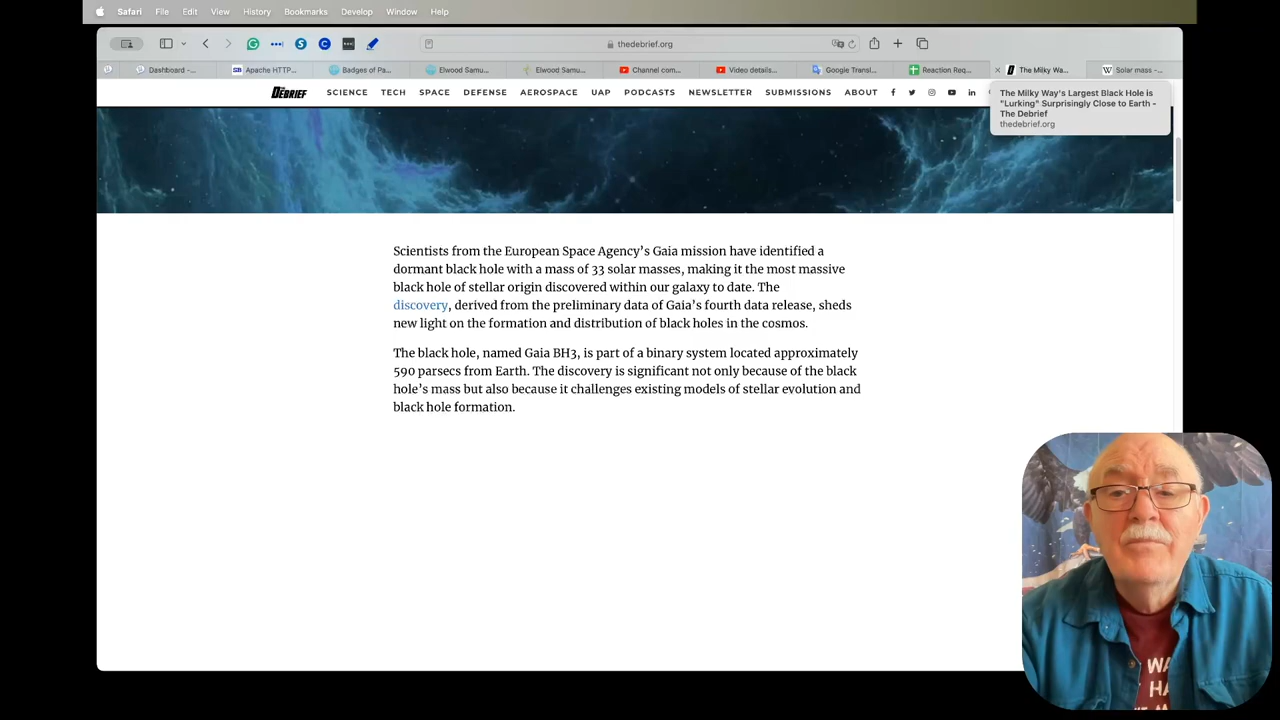 Safari File Edit View History Bookmarks Develop Window Help
thedebrief.org
Dashboard -...
SB Apache HTTP...
Badges of Pa...
Elwood Samu...
Elwood Samu...
Channel com...
Video details...
Google Transl...
Reaction Req...
The Milky Wa...
W Solar mass -...
THE DEBRIEF
SCIENCE TECH SPACE DEFENSE AEROSPACE UAP PODCASTS NEWSLETTER SUBMISSIONS ABOUT
The Milky Way's Largest Black Hole is
"Lurking" Surprisingly Close to Earth -
The Debrief
thedebrief.org
Scientists from the European Space Agency’s Gaia mission have identified a
dormant black hole with a mass of 33 solar masses, making it the most massive
black hole of stellar origin discovered within our galaxy to date. The
discovery, derived from the preliminary data of Gaia’s fourth data release, sheds
new light on the formation and distribution of black holes in the cosmos.
The black hole, named Gaia BH3, is part of a binary system located approximately
590 parsecs from Earth. The discovery is significant not only because of the black
hole’s mass but also because it challenges existing models of stellar evolution and
black hole formation.
WA
HA